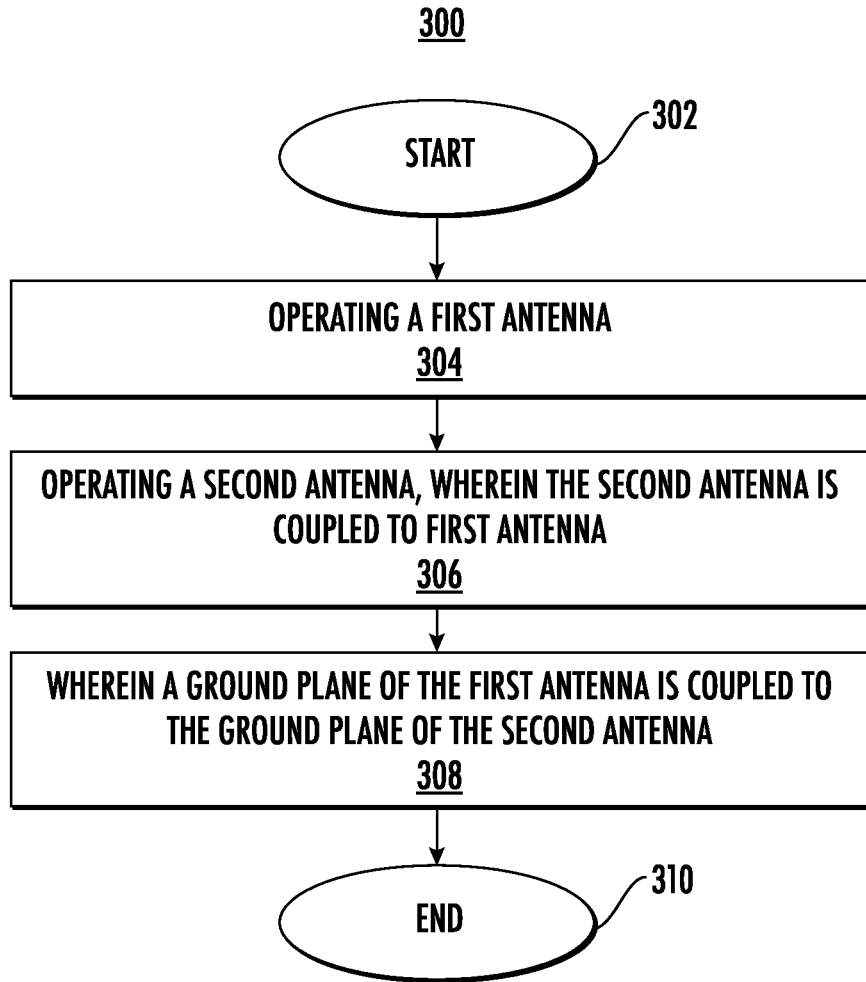 300
START
302
OPERATING A FIRST ANTENNA
304
OPERATING A SECOND ANTENNA, WHEREIN THE SECOND ANTENNA IS
COUPLED TO FIRST ANTENNA
306
WHEREIN A GROUND PLANE OF THE FIRST ANTENNA IS COUPLED TO
THE GROUND PLANE OF THE SECOND ANTENNA
308
END
310